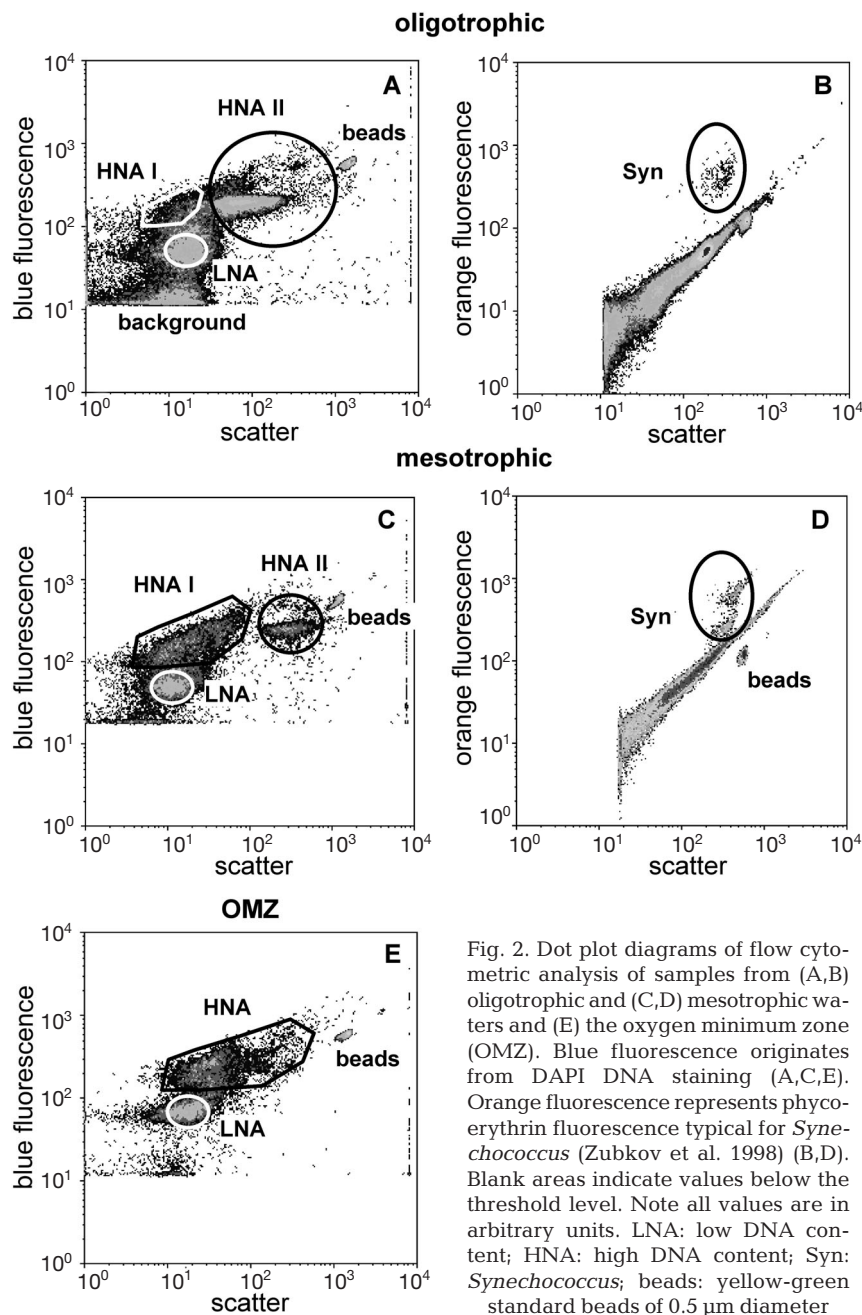 oligotrophic
A
HNA II
beads
HNA I
LNA
background
blue fluorescence
10⁴
10³
10²
10¹
10⁰
10⁰ 10¹ 10² 10³ 10⁴
scatter
B
Syn
orange fluorescence
10⁴
10³
10²
10¹
10⁰
10⁰ 10¹ 10² 10³ 10⁴
scatter
mesotrophic
C
HNA I
HNA II
beads
LNA
blue fluorescence
10⁴
10³
10²
10¹
10⁰
10⁰ 10¹ 10² 10³ 10⁴
scatter
D
Syn
beads
orange fluorescence
10⁴
10³
10²
10¹
10⁰
10⁰ 10¹ 10² 10³ 10⁴
scatter
OMZ
E
HNA
beads
LNA
blue fluorescence
10⁴
10³
10²
10¹
10⁰
10⁰ 10¹ 10² 10³ 10⁴
scatter
Fig. 2. Dot plot diagrams of flow cyto-
metric analysis of samples from (A,B)
oligotrophic and (C,D) mesotrophic wa-
ters and (E) the oxygen minimum zone
(OMZ). Blue fluorescence originates
from DAPI DNA staining (A,C,E).
Orange fluorescence represents phyco-
erythrin fluorescence typical for Syne-
chococcus (Zubkov et al. 1998) (B,D).
Blank areas indicate values below the
threshold level. Note all values are in
arbitrary units. LNA: low DNA con-
tent; HNA: high DNA content; Syn:
Synechococcus; beads: yellow-green
standard beads of 0.5 µm diameter